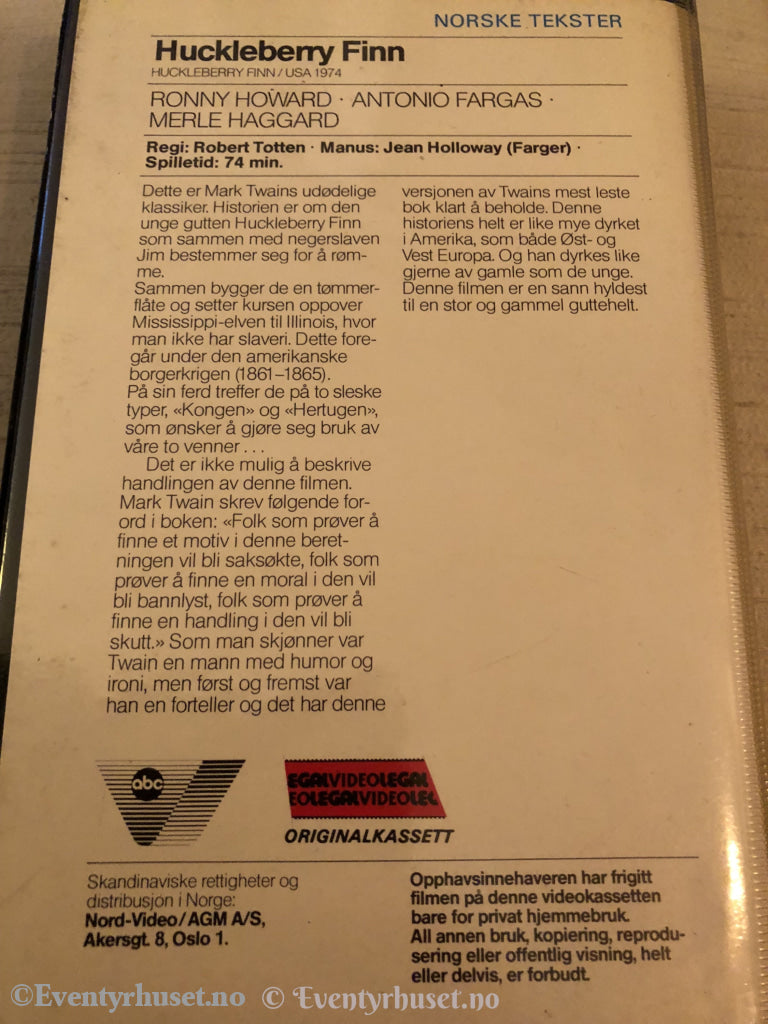 NORSKE TEKSTER
Huckleberry Finn
HUCKLEBERRY FINN / USA 1974
RONNY HOWARD · ANTONIO FARGAS ·
MERLE HAGGARD
Regi: Robert Totten · Manus: Jean Holloway (Farger) ·
Spilletid: 74 min.
Dette er Mark Twains udødelige
klassiker. Historien er om den
unge gutten Huckleberry Finn
som sammen med negerslaven
Jim bestemmer seg for å røm-
me.
Sammen bygger de en tømmer-
flåte og setter kursen oppover
Mississippi-elven til Illinois, hvor
man ikke har slaveri. Dette fore-
går under den amerikanske
borgerkrigen (1861–1865).
På sin ferd treffer de på to sleske
typer, «Kongen» og «Hertugen»,
som ønsker å gjøre seg bruk av
våre to venner . . .
Det er ikke mulig å beskrive
handlingen av denne filmen.
Mark Twain skrev følgende for-
ord i boken: «Folk som prøver å
finne et motiv i denne beret-
ningen vil bli saksøkte, folk som
prøver å finne en moral i den vil
bli bannlyst, folk som prøver å
finne en handling i den vil bli
skutt.» Som man skjønner var
Twain en mann med humor og
ironi, men først og fremst var
han en forteller og det har denne
versjonen av Twains mest leste
bok klart å beholde. Denne
historiens helt er like mye dyrket
i Amerika, som både Øst- og
Vest Europa. Og han dyrkes like
gjerne av gamle som de unge.
Denne filmen er en sann hyldest
til en stor og gammel guttehelt.
abc
EGALVIDEOLEGAL
EOLEGALVIDEOLEG
ORIGINALKASSETT
Skandinaviske rettigheter og
distribusjon i Norge:
Nord-Video/AGM A/S,
Akersgt. 8, Oslo 1.
Opphavsinnehaveren har frigitt
filmen på denne videokassetten
bare for privat hjemmebruk.
All annen bruk, kopiering, reprodu-
sering eller offentlig visning, helt
eller delvis, er forbudt.
©Eventyrhuset.no © Eventyrhuset.no